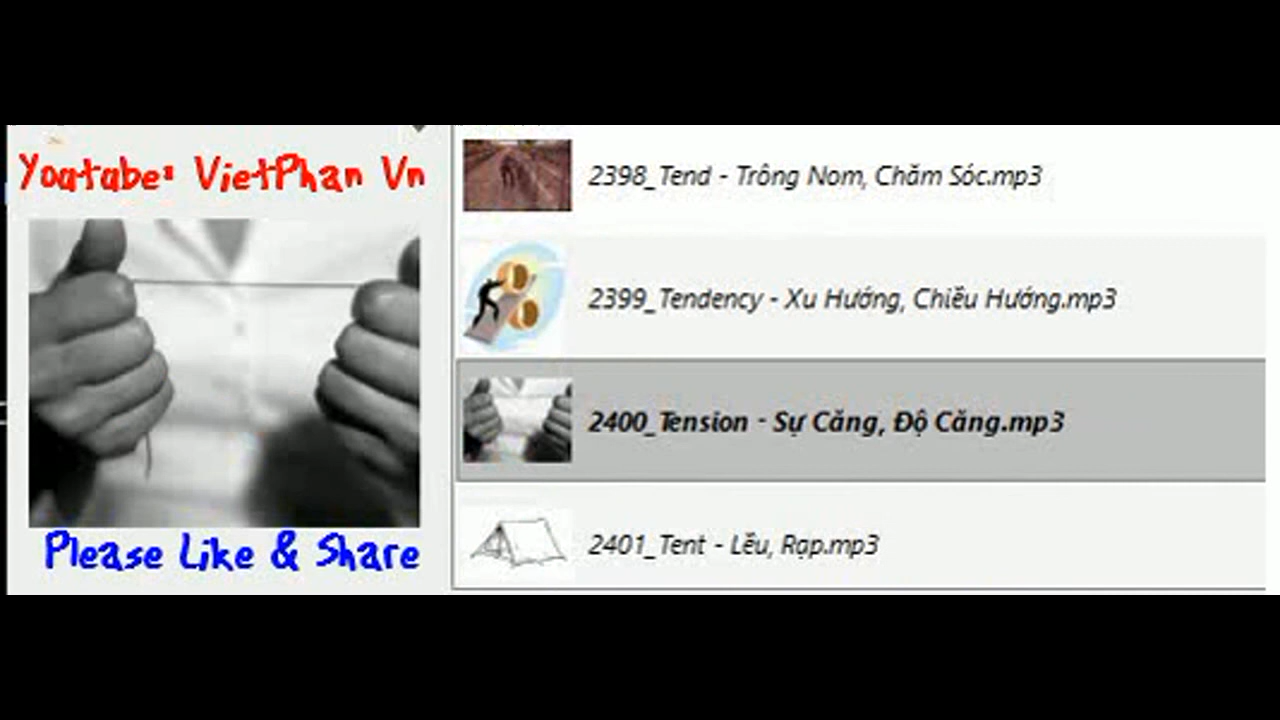 Youtube: VietPhan Vn
Please Like & Share
2398_Tend - Trông Nom, Chăm Sóc.mp3
2399_Tendency - Xu Hướng, Chiều Hướng.mp3
2400_Tension - Sự Căng, Độ Căng.mp3
2401_Tent - Lều, Rạp.mp3